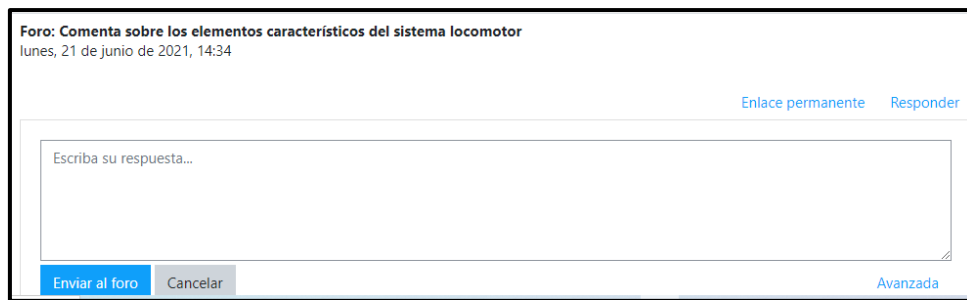 Foro: Comenta sobre los elementos característicos del sistema locomotor
lunes, 21 de junio de 2021, 14:34
Enlace permanente Responder
Escriba su respuesta...
Enviar al foro Cancelar Avanzada